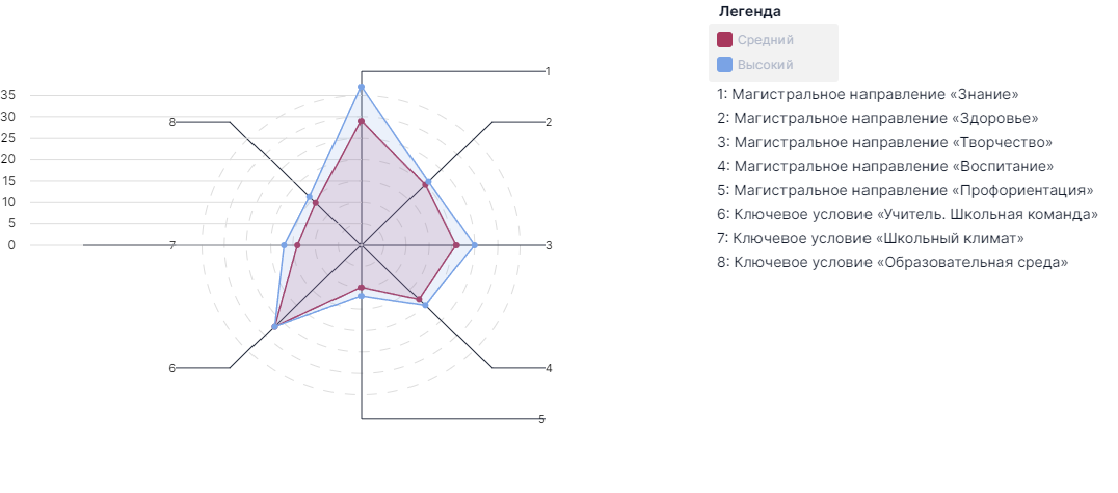 Легенда
Средний
Высокий
1: Магистральное направление «Знание»
2: Магистральное направление «Здоровье»
3: Магистральное направление «Творчество»
4: Магистральное направление «Воспитание»
5: Магистральное направление «Профориентация»
6: Ключевое условие «Учитель. Школьная команда»
7: Ключевое условие «Школьный климат»
8: Ключевое условие «Образовательная среда»
35
30
25
20
15
10
5
0
1
2
3
4
5
6
7
8